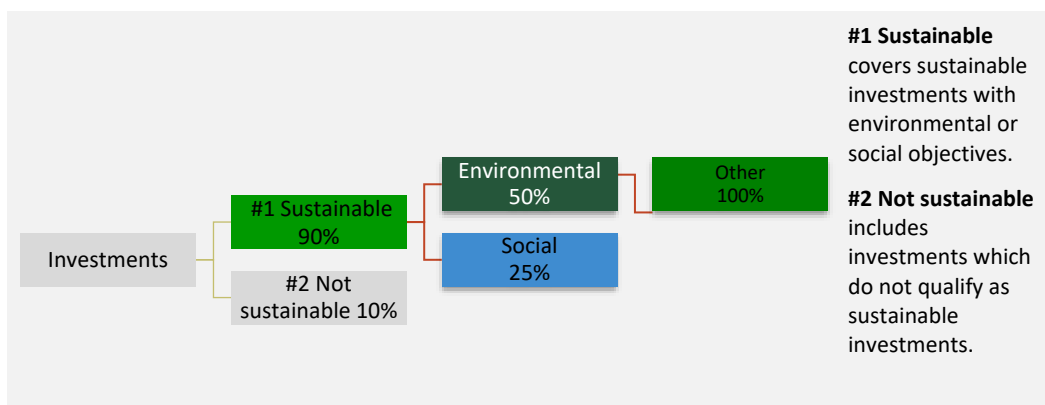 Investments
#1 Sustainable
90%
#2 Not
sustainable 10%
Environmental
50%
Social
25%
Other
100%
#1 Sustainable
covers sustainable
investments with
environmental or
social objectives.
#2 Not sustainable
includes
investments which
do not qualify as
sustainable
investments.